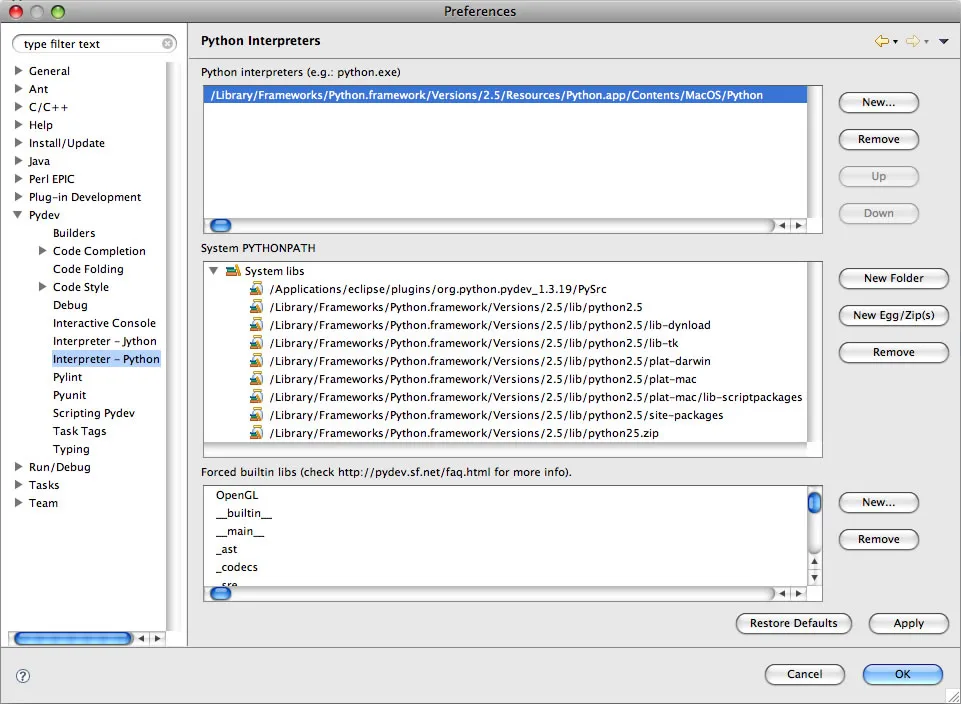 Preferences
type filter text
General
Ant
C/C++
Help
Install/Update
Java
Perl EPIC
Plug-in Development
Pydev
Builders
Code Completion
Code Folding
Code Style
Debug
Interactive Console
Interpreter - Jython
Interpreter - Python
Pylint
Pyunit
Scripting Pydev
Task Tags
Typing
Run/Debug
Tasks
Team
Python Interpreters
Python interpreters (e.g.: python.exe)
/Library/Frameworks/Python.framework/Versions/2.5/Resources/Python.app/Contents/MacOS/Python
New...
Remove
Up
Down
System PYTHONPATH
System libs
/Applications/eclipse/plugins/org.python.pydev_1.3.19/PySrc
/Library/Frameworks/Python.framework/Versions/2.5/lib/python2.5
/Library/Frameworks/Python.framework/Versions/2.5/lib/python2.5/lib-dynload
/Library/Frameworks/Python.framework/Versions/2.5/lib/python2.5/lib-tk
/Library/Frameworks/Python.framework/Versions/2.5/lib/python2.5/plat-darwin
/Library/Frameworks/Python.framework/Versions/2.5/lib/python2.5/plat-mac
/Library/Frameworks/Python.framework/Versions/2.5/lib/python2.5/plat-mac/lib-scriptpackages
/Library/Frameworks/Python.framework/Versions/2.5/lib/python2.5/site-packages
/Library/Frameworks/Python.framework/Versions/2.5/lib/python25.zip
New Folder
New Egg/Zip(s)
Remove
Forced builtin libs (check http://pydev.sf.net/faq.html for more info).
OpenGL
__builtin__
__main__
_ast
_codecs
_sre
New...
Remove
Restore Defaults
Apply
?
Cancel
OK